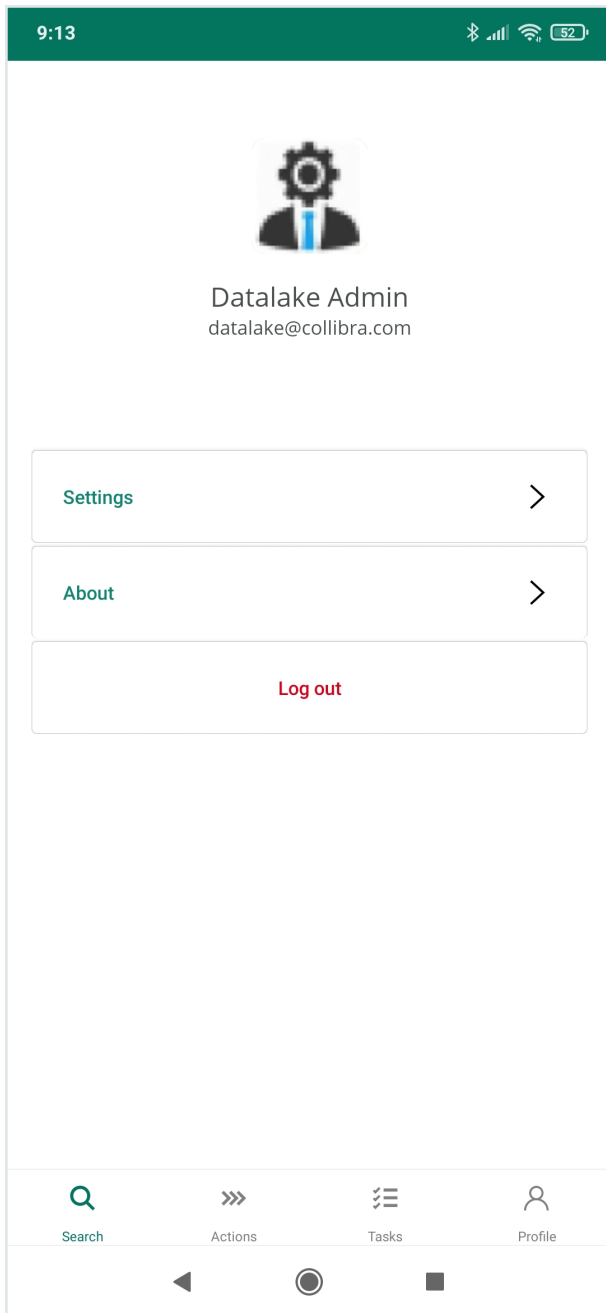 9:13 52
Datalake Admin
datalake@collibra.com
Settings
About
Log out
Search Actions Tasks Profile